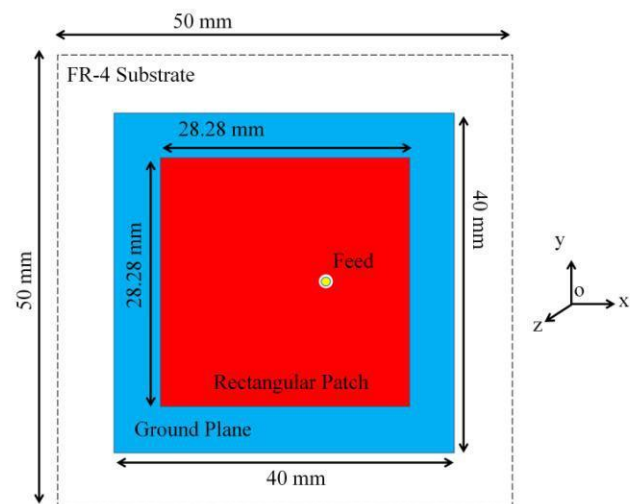 50 mm
FR-4 Substrate
28.28 mm
50 mm
28.28 mm
40 mm
Feed
y
o
x
z
Rectangular Patch
Ground Plane
40 mm